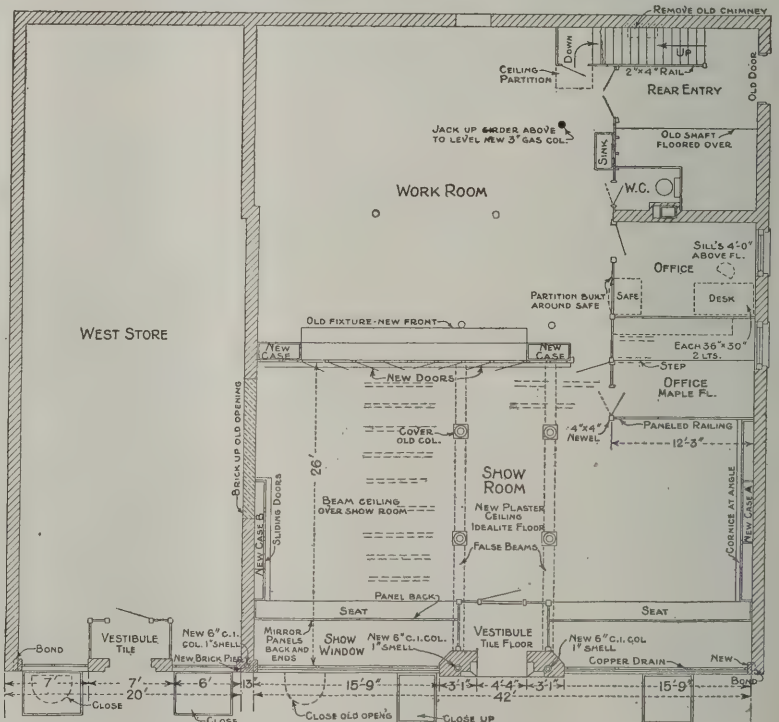 REMOVE OLD CHIMNEY
DOWN
UP
CEILING
PARTITION
2"x4" RAIL
REAR ENTRY
OLD DOOR
JACK UP GIRDER ABOVE
TO LEVEL NEW 3" GAS COL.
OLD SHAFT
FLOORED OVER
SINK
W.C.
WORK ROOM
SILL'S 4'-0"
ABOVE FL.
OFFICE
PARTITION BUILT
AROUND SAFE
SAFE
DESK
WEST STORE
OLD FIXTURE-NEW FRONT
NEW
CASE
NEW
CASE
EACH 36"x30"
2 LTS.
STEP
NEW DOORS
OFFICE
MAPLE FL.
BRICK UP OLD OPENING
26'
COVER
OLD COL.
4"x4"
NEWEL
PANELED RAILING
12'-3"
SHOW
ROOM
BEAM CEILING
OVER SHOW ROOM
NEW PLASTER
CEILING
IDEALITE FLOOR
NEW CASE B
SLIDING DOORS
CORNICE AT ANGLE
NEW CASE A
FALSE BEAMS
PANEL BACK
SEAT
SEAT
VESTIBULE
TILE
NEW 6" C.I.
COL. 1" SHELL
MIRROR
PANELS
BACK AND
ENDS
SHOW
WINDOW
NEW 6" C.I. COL.
1" SHELL
VESTIBULE
TILE FLOOR
NEW 6" C.I. COL
1" SHELL
BOND
NEW BRICK PIER
COPPER DRAIN
NEW
BOND
7'
7'
6'
13"
15'-9"
3'-1"
4'-4"
3'-1"
15'-9"
20'
42'
CLOSE
CLOSE
CLOSE OLD OPEN'G
CLOSE UP